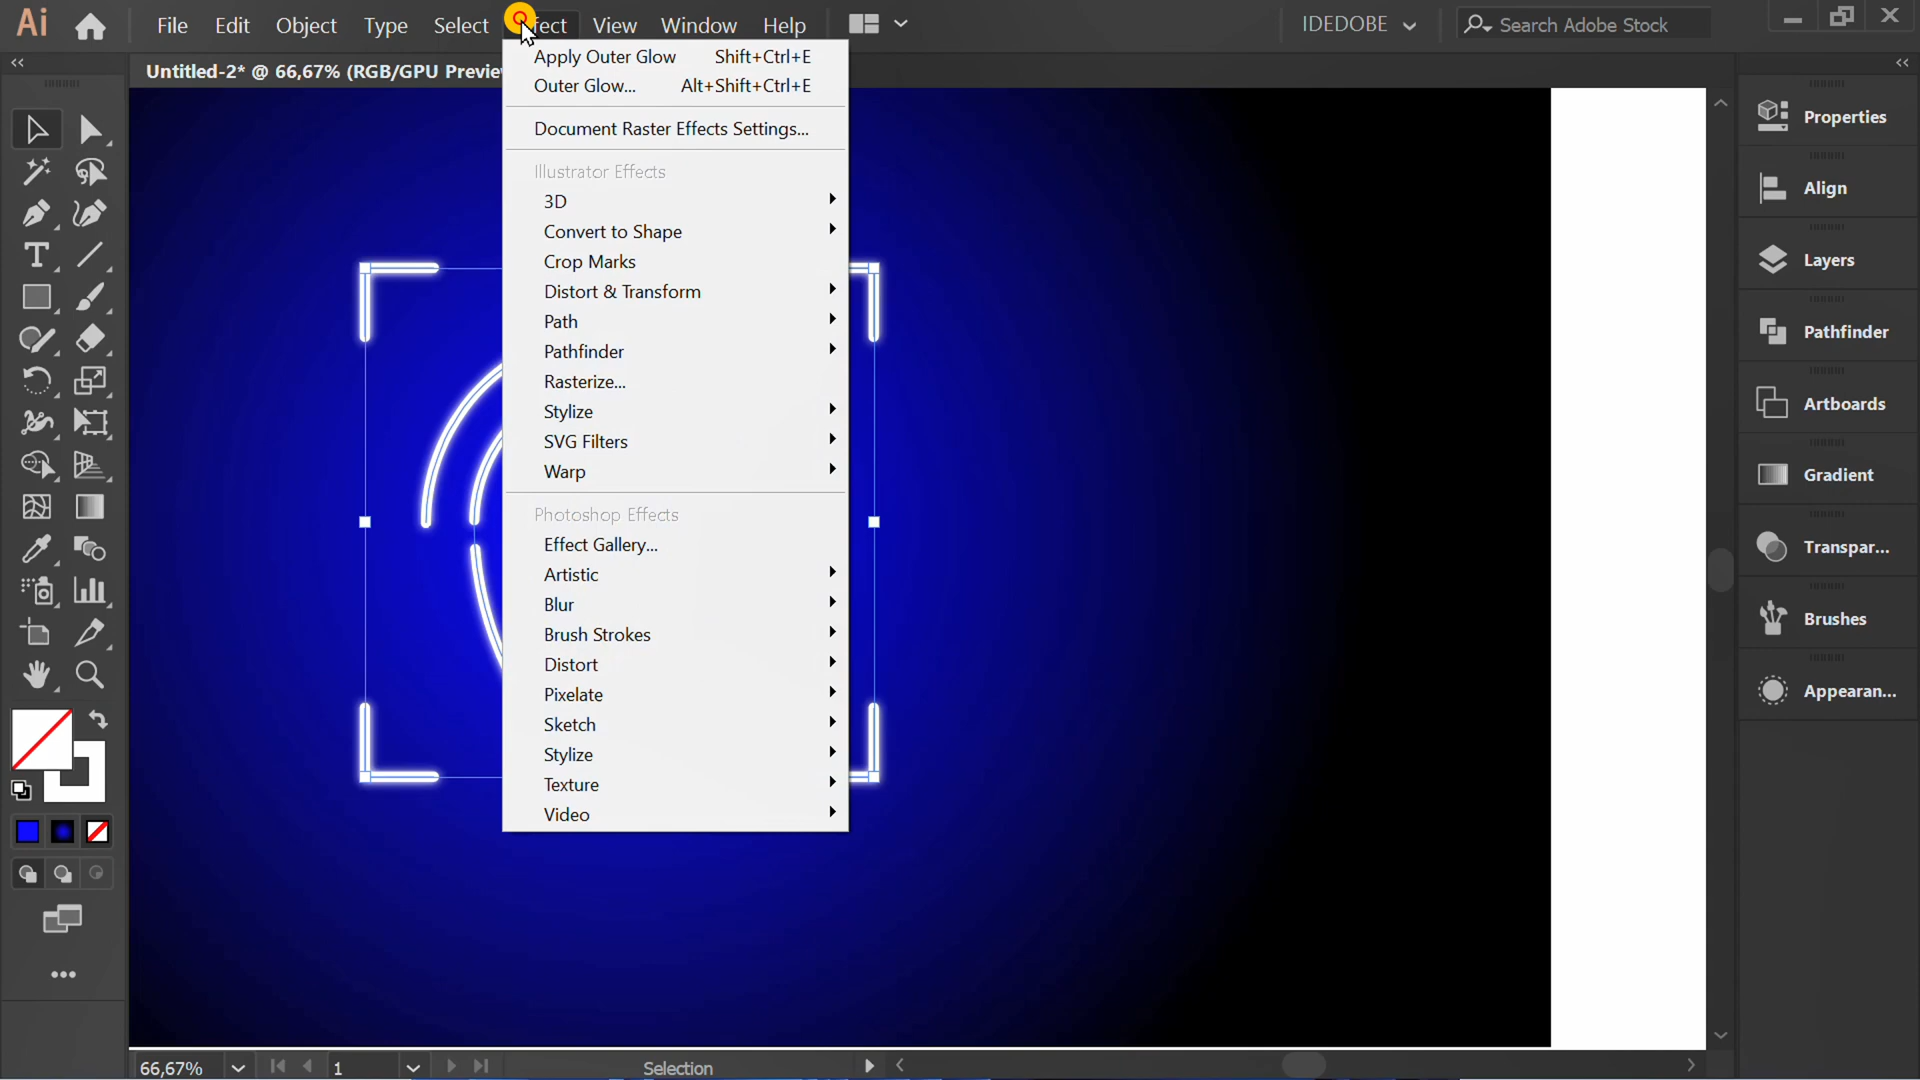 Ai File Edit Object Type Select Effect View Window Help IDEDOBE Search Adobe Stock
Untitled-2* @ 66,67% (RGB/GPU Preview
Apply Outer Glow Shift+Ctrl+E
Outer Glow... Alt+Shift+Ctrl+E
Document Raster Effects Settings...
Illustrator Effects
3D
Convert to Shape
Crop Marks
Distort & Transform
Path
Pathfinder
Rasterize...
Stylize
SVG Filters
Warp
Photoshop Effects
Effect Gallery...
Artistic
Blur
Brush Strokes
Distort
Pixelate
Sketch
Stylize
Texture
Video
Properties
Align
Layers
Pathfinder
Artboards
Gradient
Transpar...
Brushes
Appearan...
66,67% 1 Selection